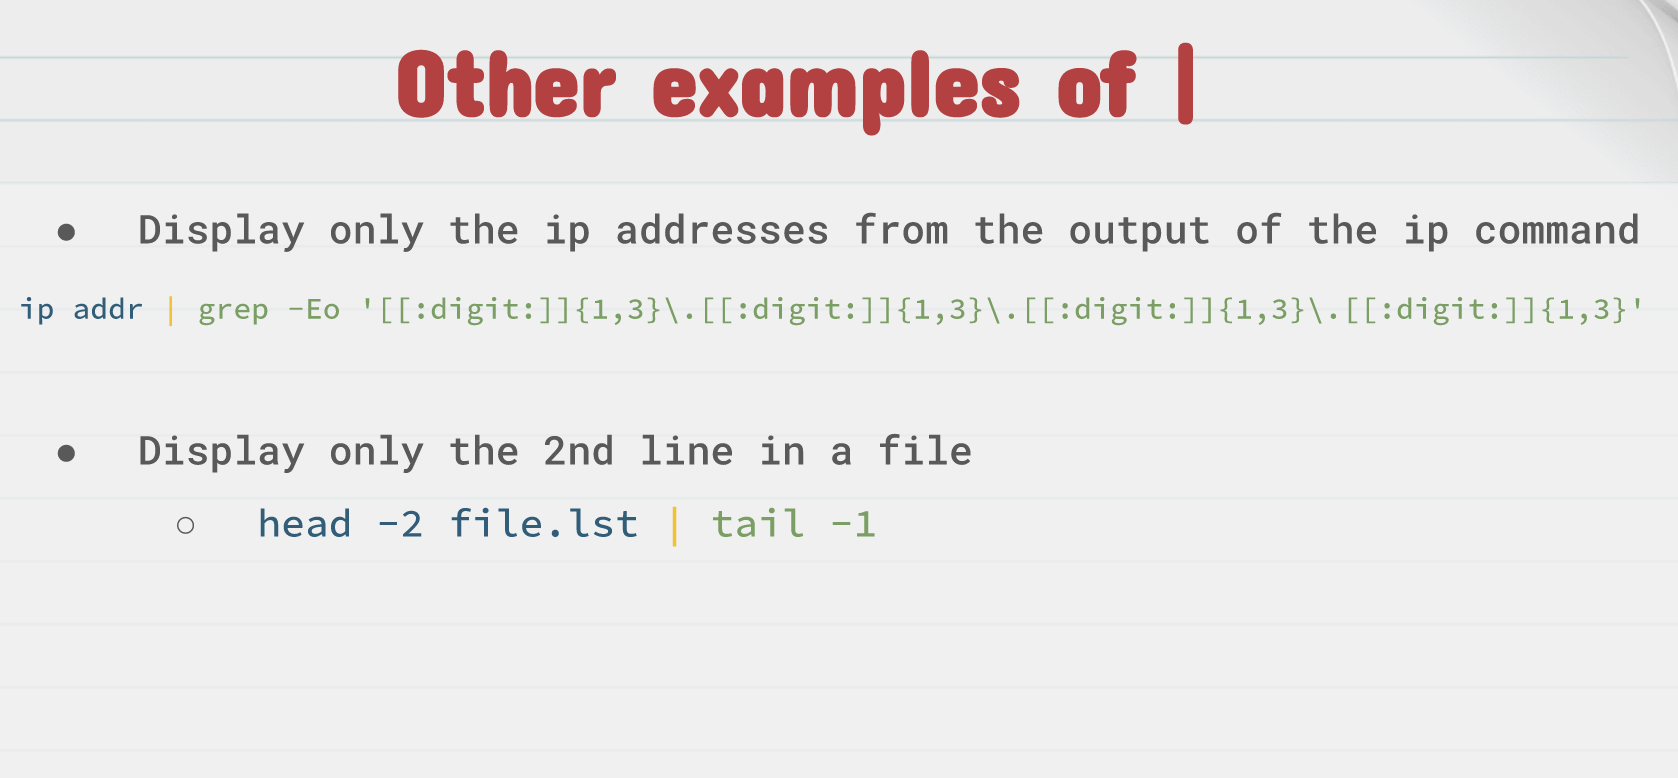 Other examples of |
● Display only the ip addresses from the output of the ip command
ip addr | grep -Eo '[[:digit:]]{1,3}\.[[:digit:]]{1,3}\.[[:digit:]]{1,3}\.[[:digit:]]{1,3}'
● Display only the 2nd line in a file
○ head -2 file.lst | tail -1